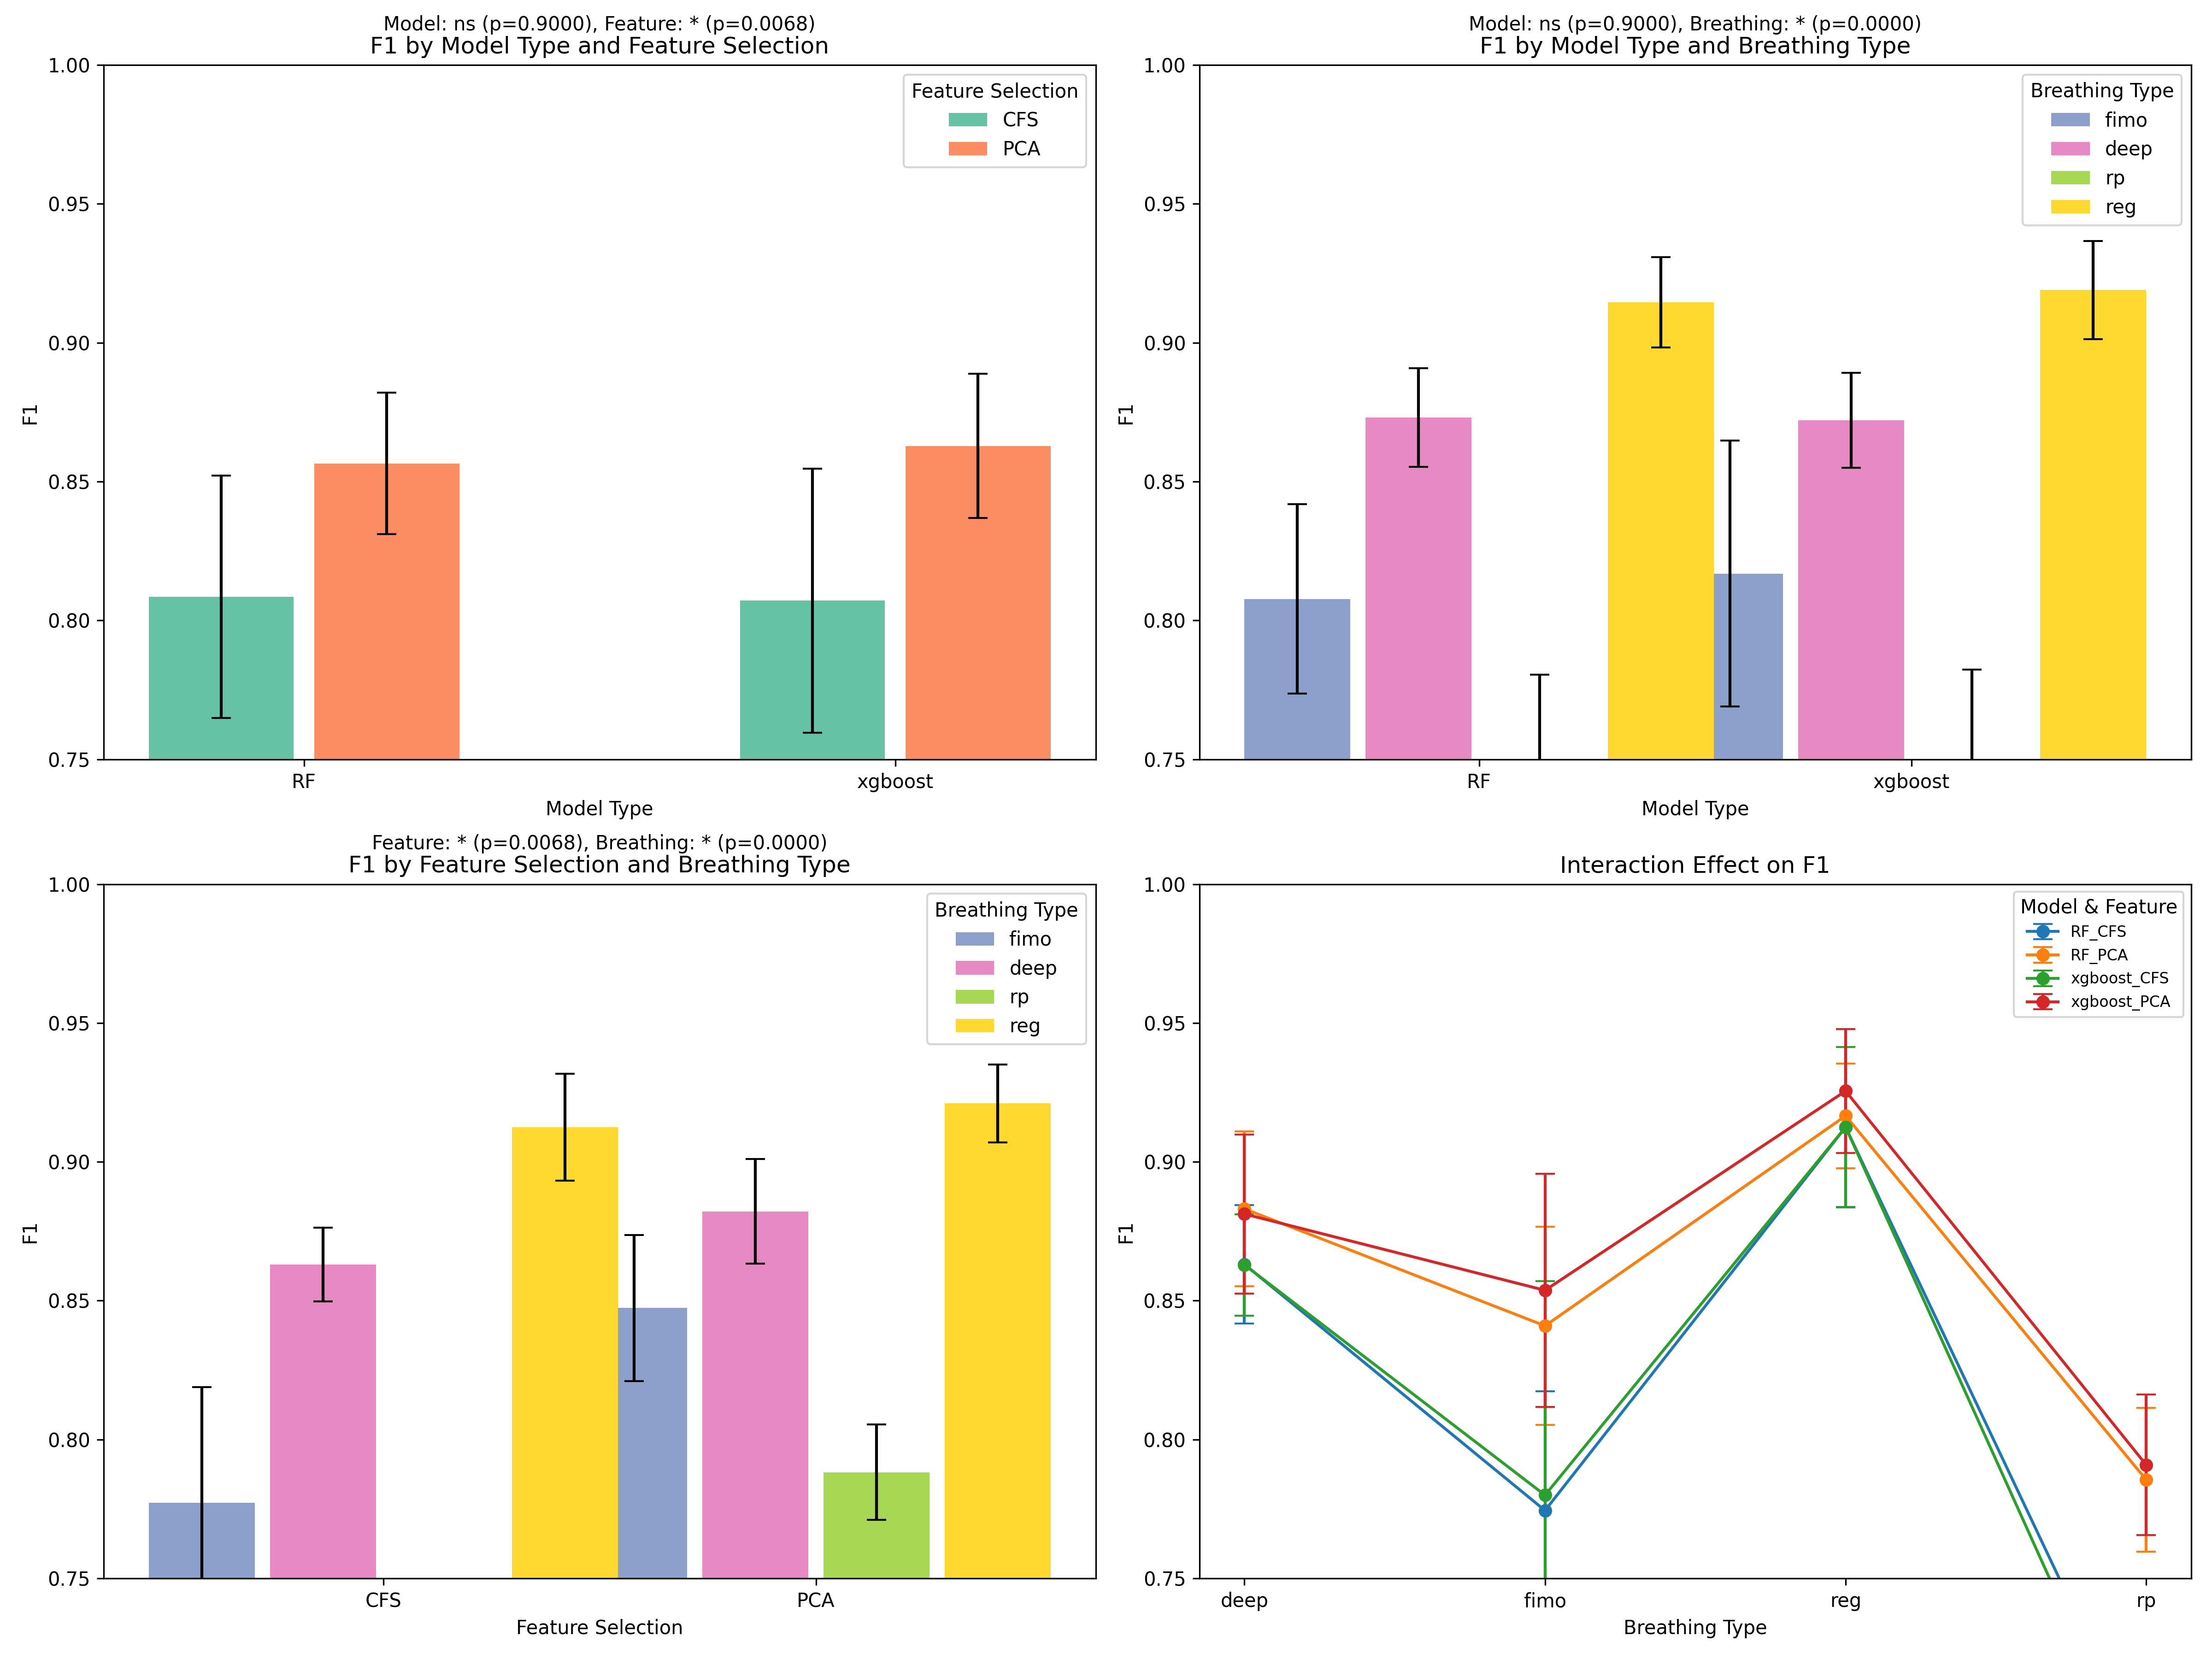 Model: ns (p=0.9000), Feature: * (p=0.0068)
F1 by Model Type and Feature Selection
1.00
0.95
0.90
0.85
0.80
0.75
F1
Feature Selection
CFS
PCA
RF
xgboost
Model Type
Model: ns (p=0.9000), Breathing: * (p=0.0000)
F1 by Model Type and Breathing Type
1.00
0.95
0.90
0.85
0.80
0.75
F1
Breathing Type
fimo
deep
rp
reg
RF
xgboost
Model Type
Feature: * (p=0.0068), Breathing: * (p=0.0000)
F1 by Feature Selection and Breathing Type
1.00
0.95
0.90
0.85
0.80
0.75
F1
Breathing Type
fimo
deep
rp
reg
CFS
PCA
Feature Selection
Interaction Effect on F1
1.00
0.95
0.90
0.85
0.80
0.75
F1
Model & Feature
RF_CFS
RF_PCA
xgboost_CFS
xgboost_PCA
deep
fimo
reg
rp
Breathing Type